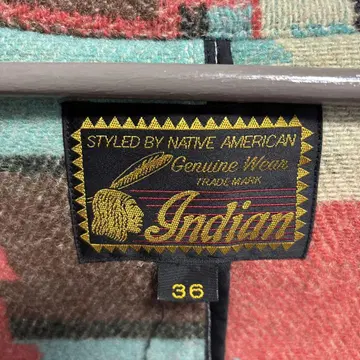 STYLED BY NATIVE AMERICAN
Genuine Wear
TRADE MARK
Indian
36